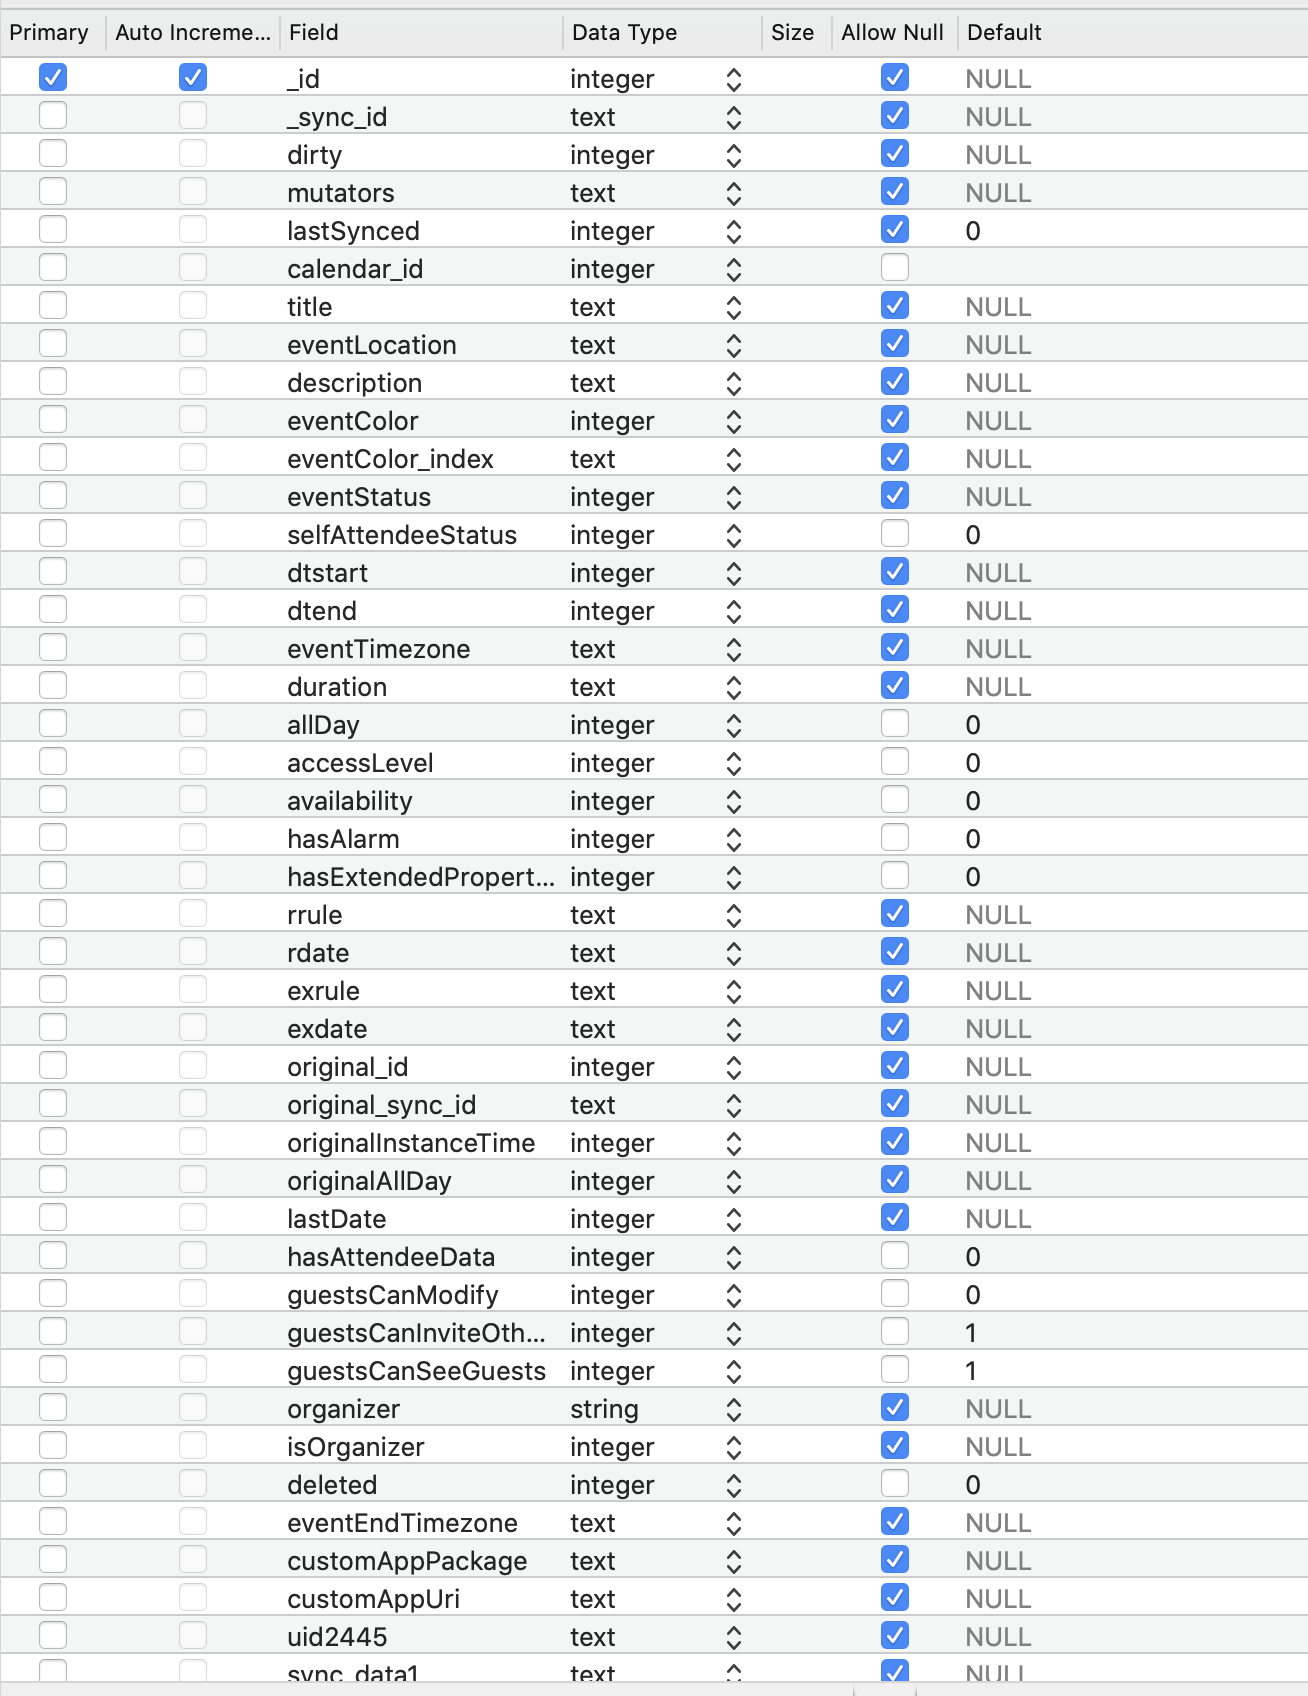 Primary Auto Increme... Field Data Type Size Allow Null Default
_id integer NULL
_sync_id text NULL
dirty integer NULL
mutators text NULL
lastSynced integer 0
calendar_id integer
title text NULL
eventLocation text NULL
description text NULL
eventColor integer NULL
eventColor_index text NULL
eventStatus integer NULL
selfAttendeeStatus integer 0
dtstart integer NULL
dtend integer NULL
eventTimezone text NULL
duration text NULL
allDay integer 0
accessLevel integer 0
availability integer 0
hasAlarm integer 0
hasExtendedPropert... integer 0
rrule text NULL
rdate text NULL
exrule text NULL
exdate text NULL
original_id integer NULL
original_sync_id text NULL
originalInstanceTime integer NULL
originalAllDay integer NULL
lastDate integer NULL
hasAttendeeData integer 0
guestsCanModify integer 0
guestsCanInviteOth... integer 1
guestsCanSeeGuests integer 1
organizer string NULL
isOrganizer integer NULL
deleted integer 0
eventEndTimezone text NULL
customAppPackage text NULL
customAppUri text NULL
uid2445 text NULL
sync_data1 text NULL